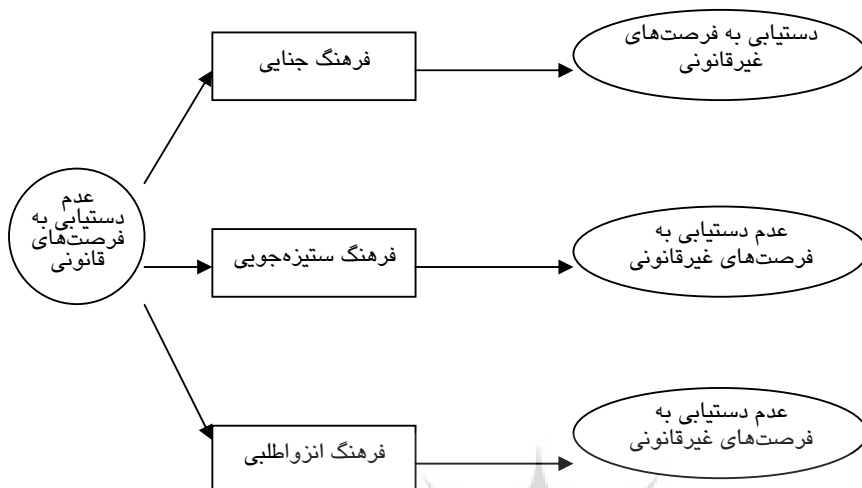 دستیابی به فرصت‌های
غیرقانونی
فرهنگ جنایی
عدم
دستیابی به
فرصت‌های
قانونی
فرهنگ ستیزه‌جویی
عدم دستیابی به
فرصت‌های غیرقانونی
فرهنگ انزواطلبی
عدم دستیابی به
فرصت‌های غیرقانونی